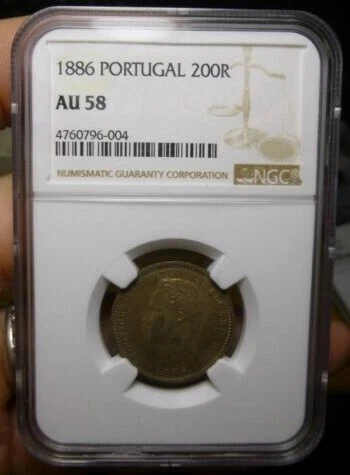 1886 PORTUGAL 200R
AU 58
4760796-004
NUMISMATIC GUARANTY CORPORATION
NGC